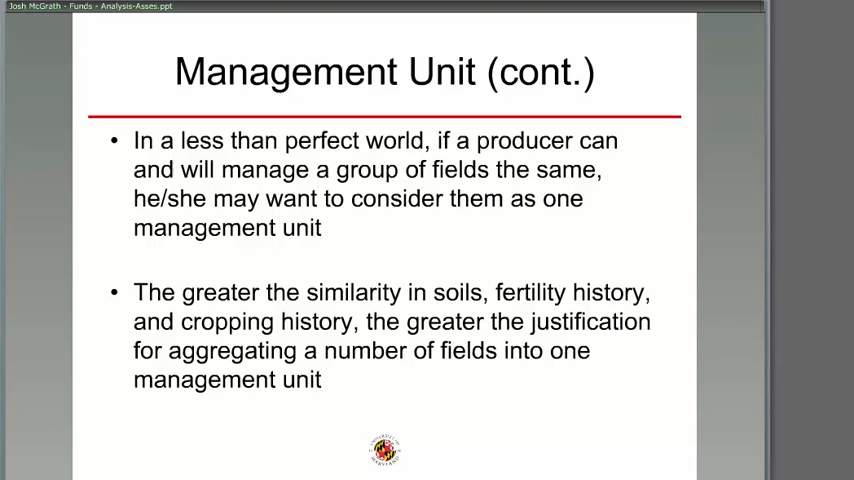 Josh McGrath - Funds - Analysis-Asses.ppt
Management Unit (cont.)
• In a less than perfect world, if a producer can
and will manage a group of fields the same,
he/she may want to consider them as one
management unit
• The greater the similarity in soils, fertility history,
and cropping history, the greater the justification
for aggregating a number of fields into one
management unit
UNIVERSITY OF
MARYLAND